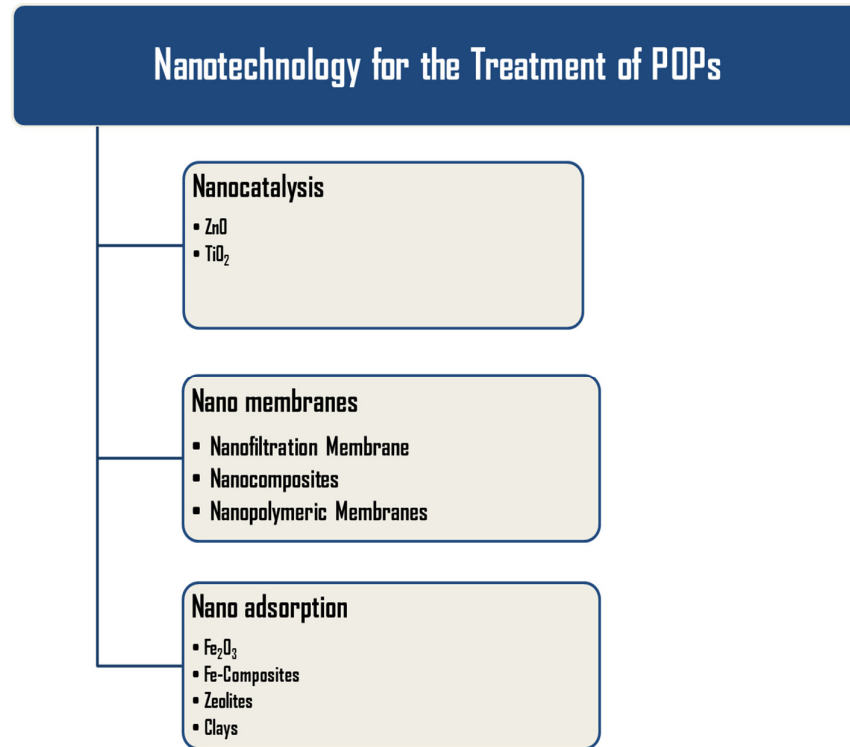 Nanotechnology for the Treatment of POPs
Nanocatalysis
▪ ZnO
▪ TiO₂
Nano membranes
▪ Nanofiltration Membrane
▪ Nanocomposites
▪ Nanopolymeric Membranes
Nano adsorption
▪ Fe₂O₃
▪ Fe-Composites
▪ Zeolites
▪ Clays